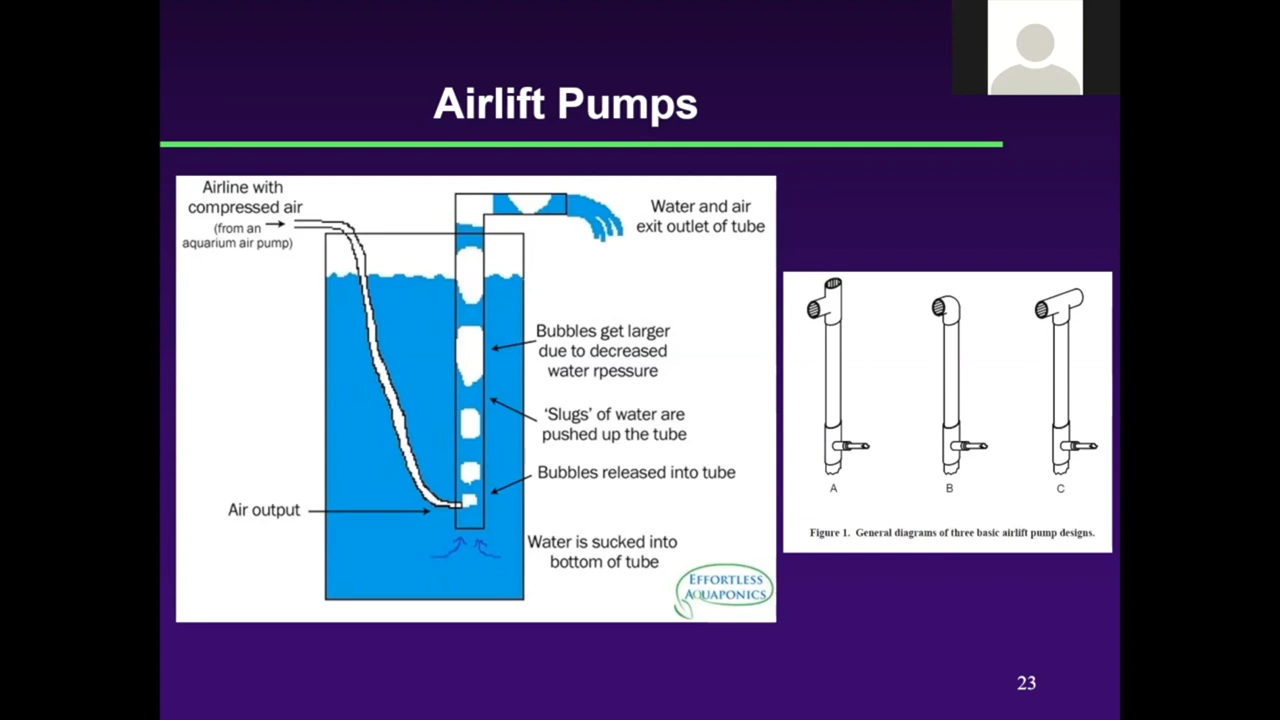 Airlift Pumps
Airline with
compressed air
(from an
aquarium air pump)
Water and air
exit outlet of tube
Bubbles get larger
due to decreased
water rpessure
‘Slugs’ of water are
pushed up the tube
Bubbles released into tube
Air output
Water is sucked into
bottom of tube
EFFORTLESS
AQUAPONICS
A
B
C
Figure 1. General diagrams of three basic airlift pump designs.
23